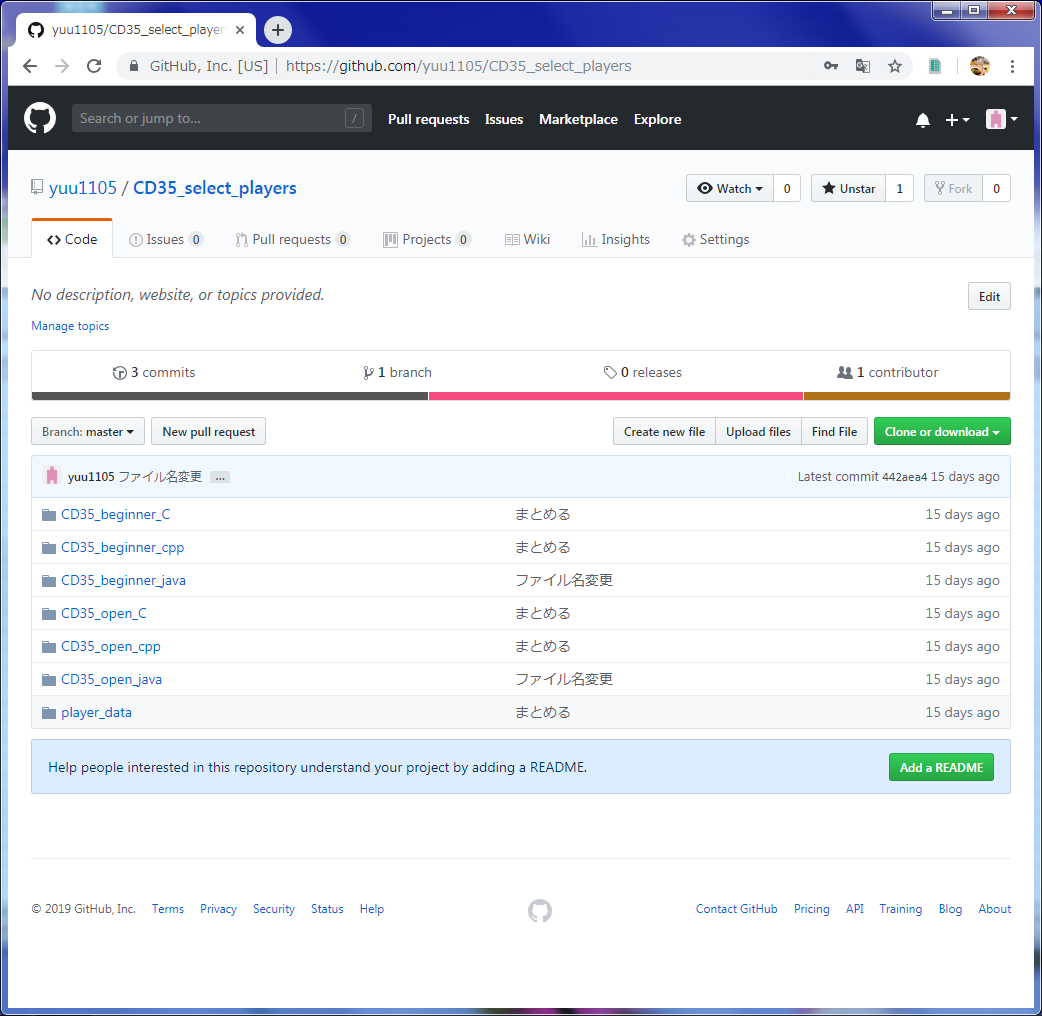 yuu1105/CD35_select_player
GitHub, Inc. [US] | https://github.com/yuu1105/CD35_select_players
Search or jump to... / Pull requests Issues Marketplace Explore
yuu1105 / CD35_select_players Watch 0 Unstar 1 Fork 0
Code Issues 0 Pull requests 0 Projects 0 Wiki Insights Settings
No description, website, or topics provided. Edit
Manage topics
3 commits 1 branch 0 releases 1 contributor
Branch: master New pull request Create new file Upload files Find File Clone or download
yuu1105 ファイル名変更 ... Latest commit 442aea4 15 days ago
CD35_beginner_C まとめる 15 days ago
CD35_beginner_cpp まとめる 15 days ago
CD35_beginner_java ファイル名変更 15 days ago
CD35_open_C まとめる 15 days ago
CD35_open_cpp まとめる 15 days ago
CD35_open_java ファイル名変更 15 days ago
player_data まとめる 15 days ago
Help people interested in this repository understand your project by adding a README. Add a README
© 2019 GitHub, Inc. Terms Privacy Security Status Help Contact GitHub Pricing API Training Blog About